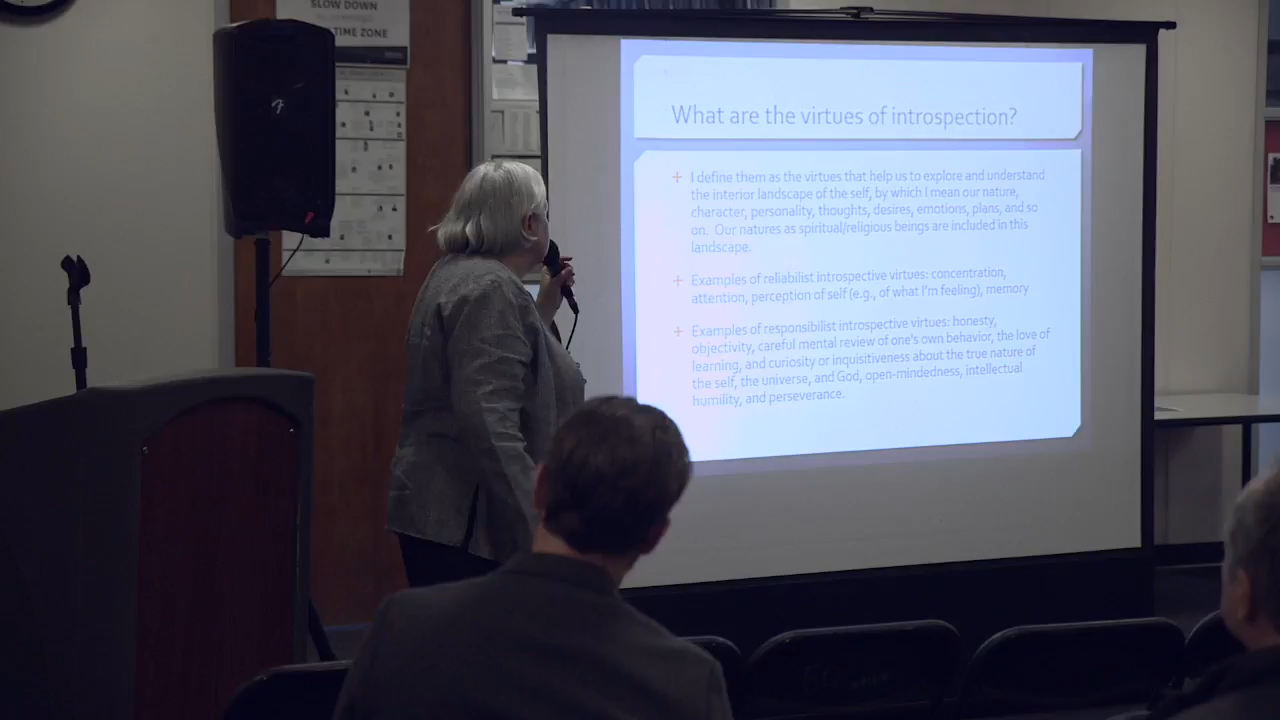 SLOW DOWN
TIME ZONE
What are the virtues of introspection?
+ I define them as the virtues that help us to explore and understand
the interior landscape of the self, by which I mean our nature,
character, personality, thoughts, desires, emotions, plans, and so
on. Our natures as spiritual/religious beings are included in this
landscape.
+ Examples of reliabilist introspective virtues: concentration,
attention, perception of self (e.g., of what I'm feeling), memory
+ Examples of responsibilist introspective virtues: honesty,
objectivity, careful mental review of one's own behavior, the love of
learning, and curiosity or inquisitiveness about the true nature of
the self, the universe, and God, open-mindedness, intellectual
humility, and perseverance.